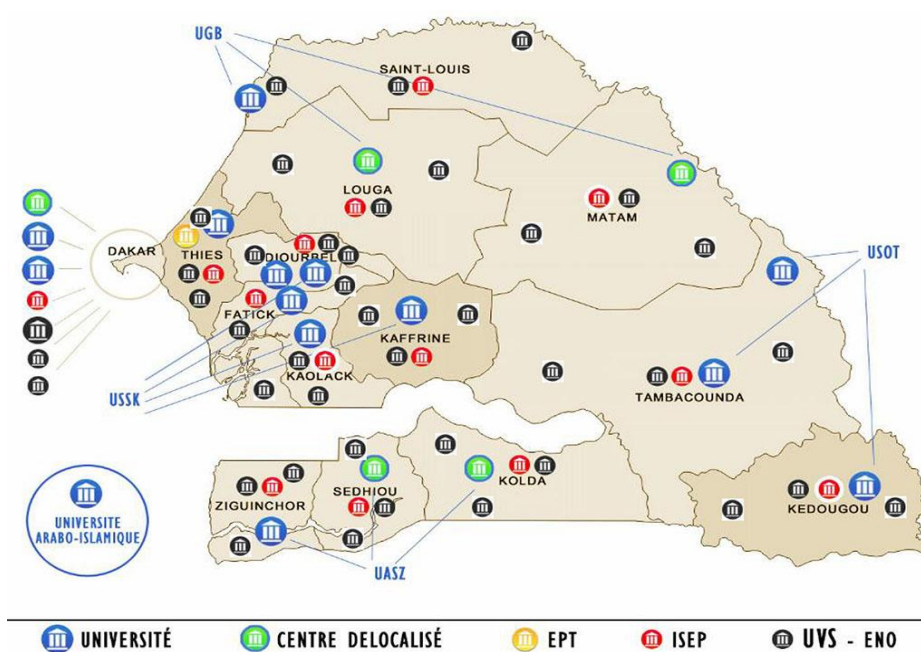 UGB
SAINT-LOUIS
LOUGA
MATAM
DAKAR
THIES
DIOURBEL
USOT
FATICK
KAFFRINE
KAOLACK
TAMBACOUNDA
USSK
KOLDA
SEDHIOU
ZIGUINCHOR
KEDOUGOU
UNIVERSITÉ
ARABO-ISLAMIQUE
UASZ
UNIVERSITÉ
CENTRE DELOCALISÉ
EPT
ISEP
UVS - ENO